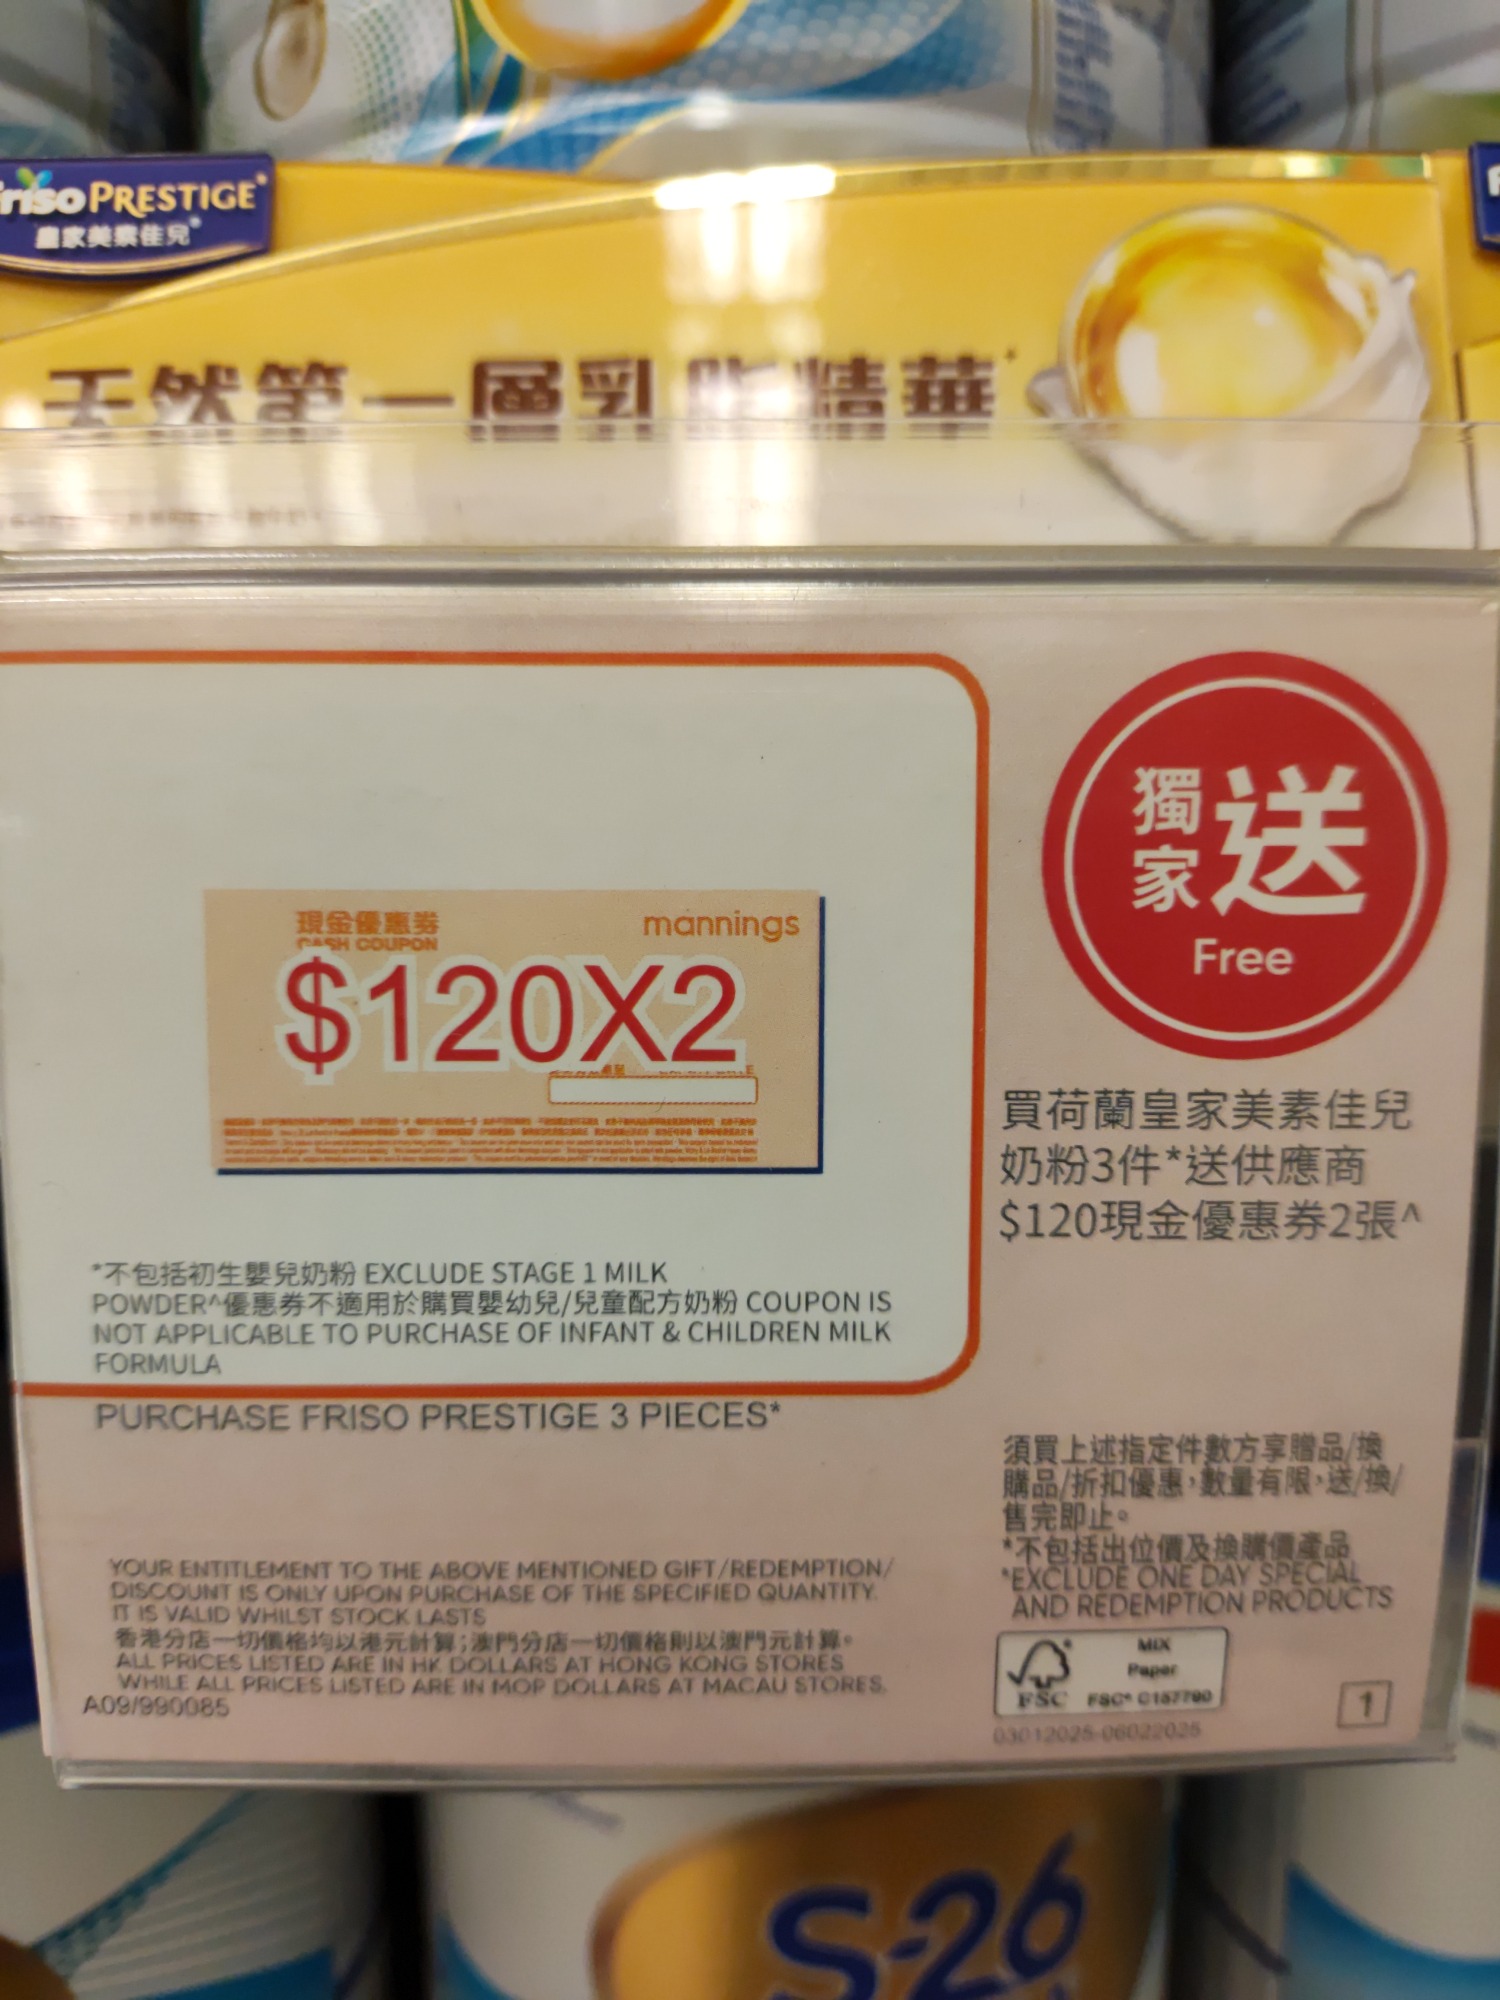 friso PRESTIGE
皇家美素佳兒
天然第一層乳脂精華
獨家送
Free
現金優惠券
mannings
CASH COUPON
$120X2
買荷蘭皇家美素佳兒
奶粉3件*送供應商
$120現金優惠券2張^
*不包括初生嬰兒奶粉 EXCLUDE STAGE 1 MILK
POWDER^優惠券不適用於購買嬰幼兒/兒童配方奶粉 COUPON IS
NOT APPLICABLE TO PURCHASE OF INFANT & CHILDREN MILK
FORMULA
PURCHASE FRISO PRESTIGE 3 PIECES*
須買上述指定件數方享贈品/換
購品/折扣優惠，數量有限，送/換/
售完即止。
*不包括出位價及換購價產品
*EXCLUDE ONE DAY SPECIAL
AND REDEMPTION PRODUCTS
YOUR ENTITLEMENT TO THE ABOVE MENTIONED GIFT/REDEMPTION/
DISCOUNT IS ONLY UPON PURCHASE OF THE SPECIFIED QUANTITY.
IT IS VALID WHILST STOCK LASTS
香港分店一切價格均以港元計算；澳門分店一切價格則以澳門元計算。
ALL PRICES LISTED ARE IN HK DOLLARS AT HONG KONG STORES
WHILE ALL PRICES LISTED ARE IN MOP DOLLARS AT MACAU STORES.
A09/990085
FSC
MIX
Paper
FSC® C157790
03012025-06022025
1
S-26